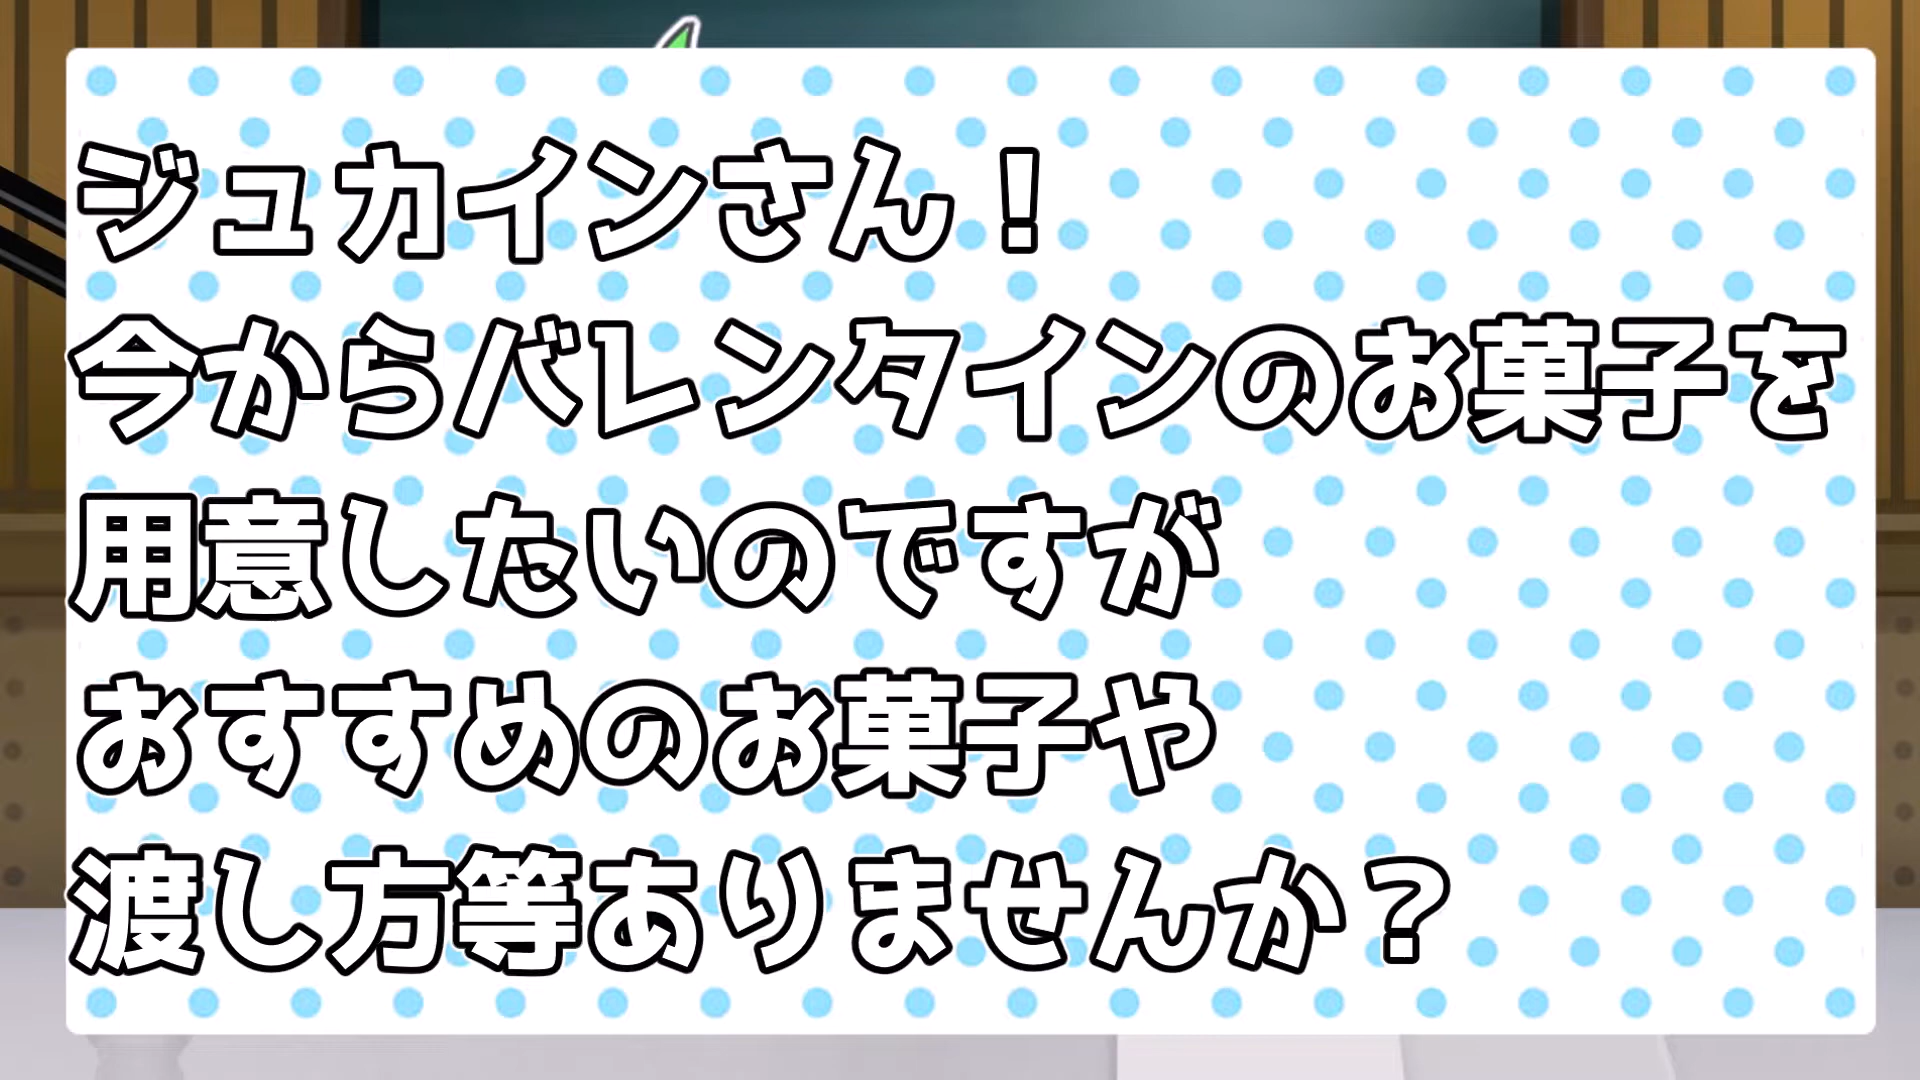 ジュカインさん！
今からバレンタインのお菓子を
用意したいのですが
おすすめのお菓子や
渡し方等ありませんか？